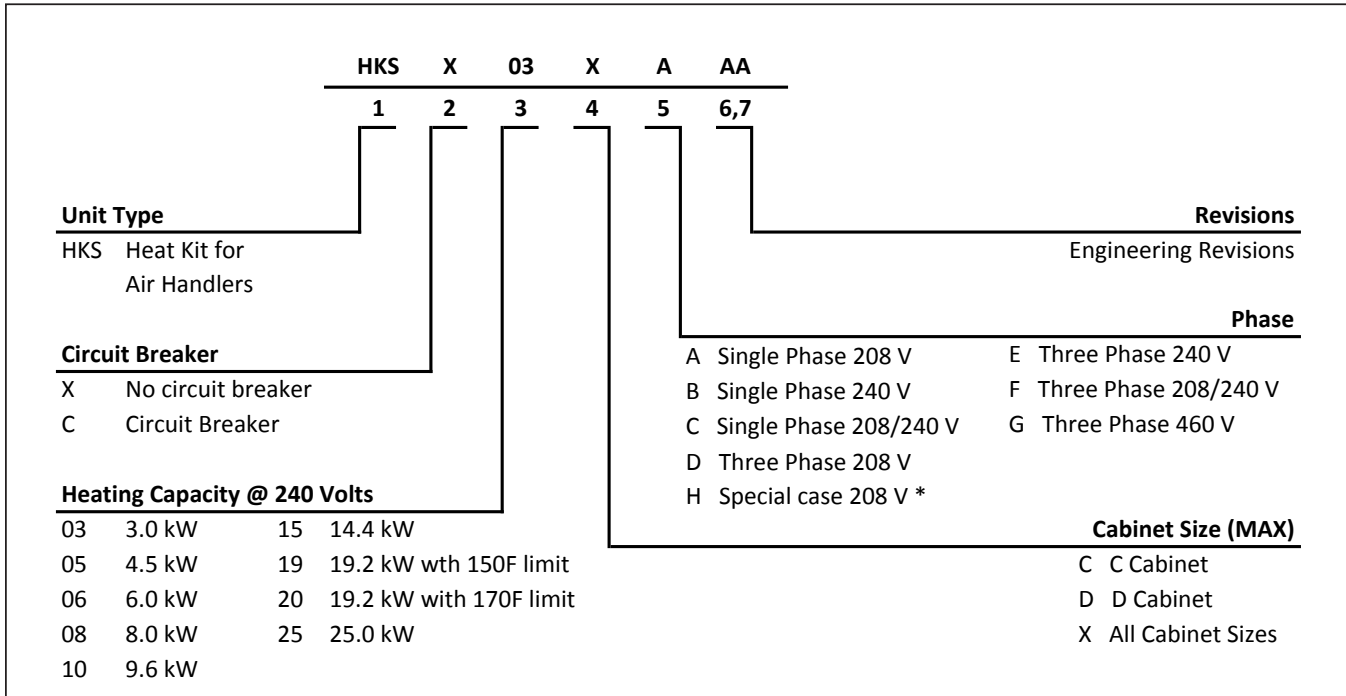 HKS X 03 X A AA
1 2 3 4 5 6,7
Unit Type
HKS Heat Kit for
Air Handlers
Circuit Breaker
X No circuit breaker
C Circuit Breaker
Heating Capacity @ 240 Volts
03 3.0 kW 15 14.4 kW
05 4.5 kW 19 19.2 kW wth 150F limit
06 6.0 kW 20 19.2 kW with 170F limit
08 8.0 kW 25 25.0 kW
10 9.6 kW
Revisions
Engineering Revisions
Phase
A Single Phase 208 V E Three Phase 240 V
B Single Phase 240 V F Three Phase 208/240 V
C Single Phase 208/240 V G Three Phase 460 V
D Three Phase 208 V
H Special case 208 V *
Cabinet Size (MAX)
C C Cabinet
D D Cabinet
X All Cabinet Sizes